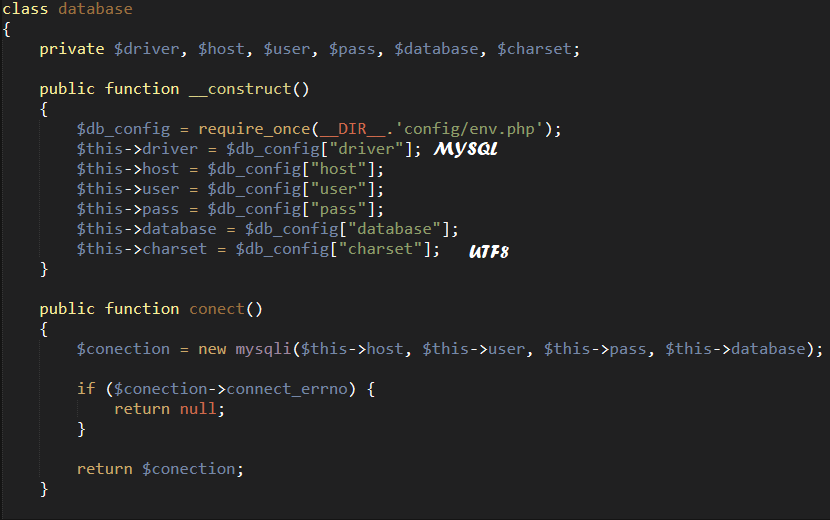 class database
{
private $driver, $host, $user, $pass, $database, $charset;
public function __construct()
{
$db_config = require_once(__DIR__.'config/env.php');
$this->driver = $db_config["driver"]; MYSQL
$this->host = $db_config["host"];
$this->user = $db_config["user"];
$this->pass = $db_config["pass"];
$this->database = $db_config["database"];
$this->charset = $db_config["charset"]; UTF8
}
public function conect()
{
$conection = new mysqli($this->host, $this->user, $this->pass, $this->database);
if ($conection->connect_errno) {
return null;
}
return $conection;
}